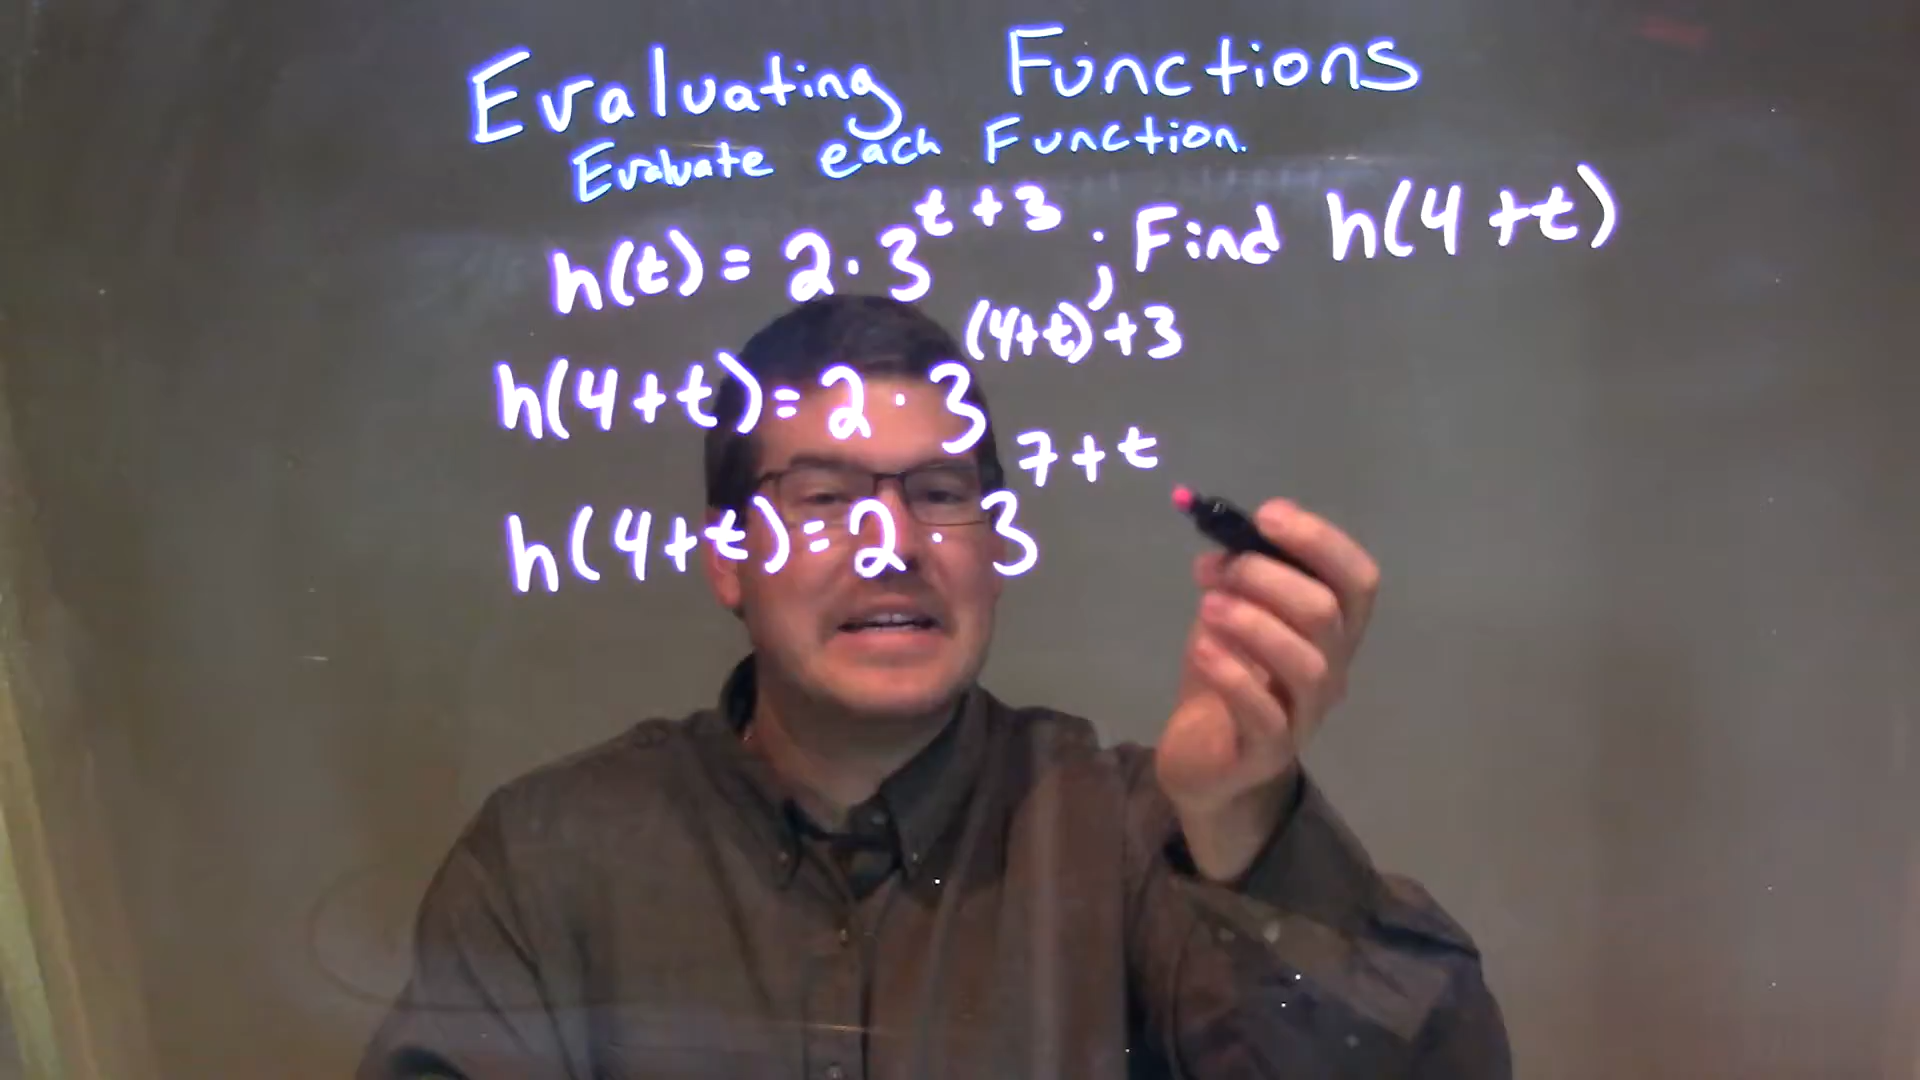 Evaluating Functions
Evaluate each Function.
h(t) = 2 · 3^{t+3} ; Find h(4+t)
h(4+t) = 2 · 3^{(4+t)+3}
h(4+t) = 2 · 3^{7+t}